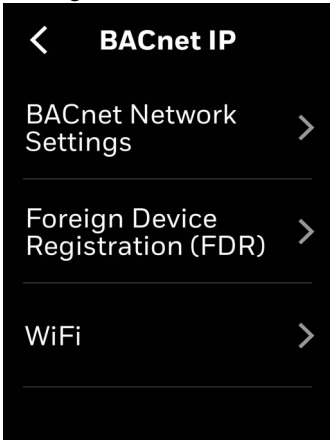 BACnet IP
BACnet Network
Settings
Foreign Device
Registration (FDR)
WiFi